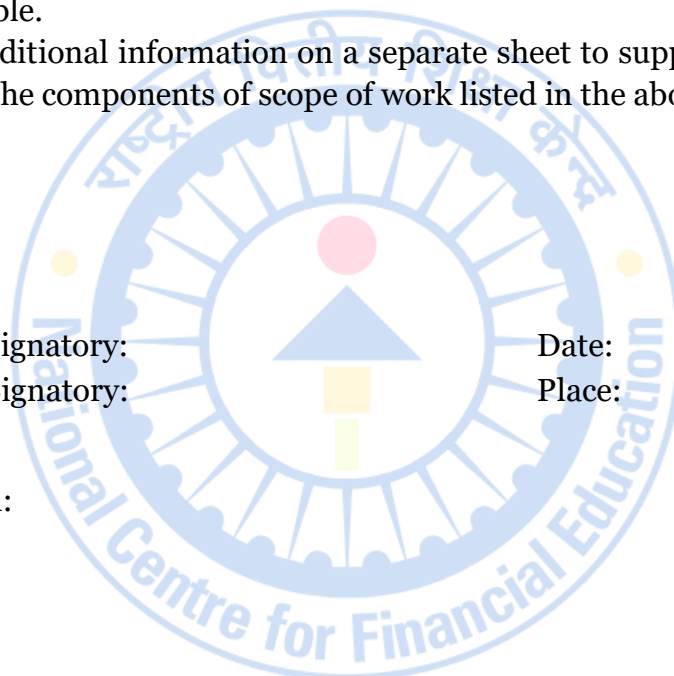 ble.
ditional information on a separate sheet to supp
he components of scope of work listed in the abo
राष्ट्रीय वित्तीय शिक्षा केन्द्र
ignatory: Date:
ignatory: Place:
:
National Centre for Financial Education